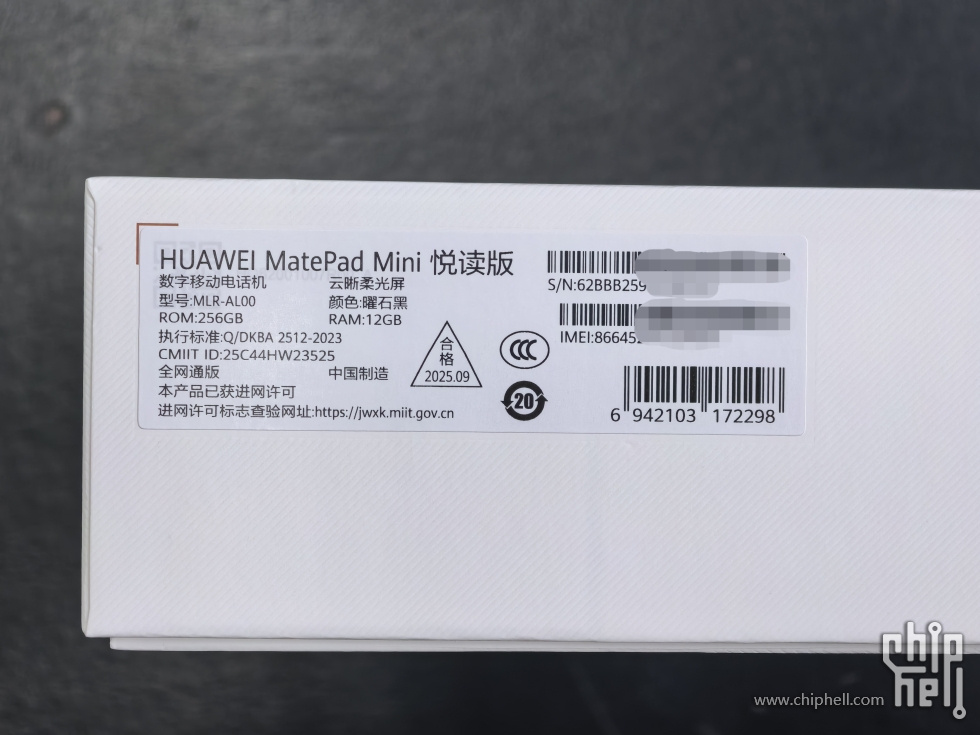 HUAWEI MatePad Mini 悦读版
数字移动电话机 云晰柔光屏
型号:MLR-AL00 颜色:曜石黑
ROM:256GB RAM:12GB
执行标准:Q/DKBA 2512-2023
CMIIT ID:25C44HW23525
全网通版 中国制造
本产品已获进网许可
进网许可标志查验网址:https://jwxk.miit.gov.cn
合
格
2025.09
CCC
20
S/N:62BBB259
IMEI:86645
6 942103 172298
chip
hell
www.chiphell.com